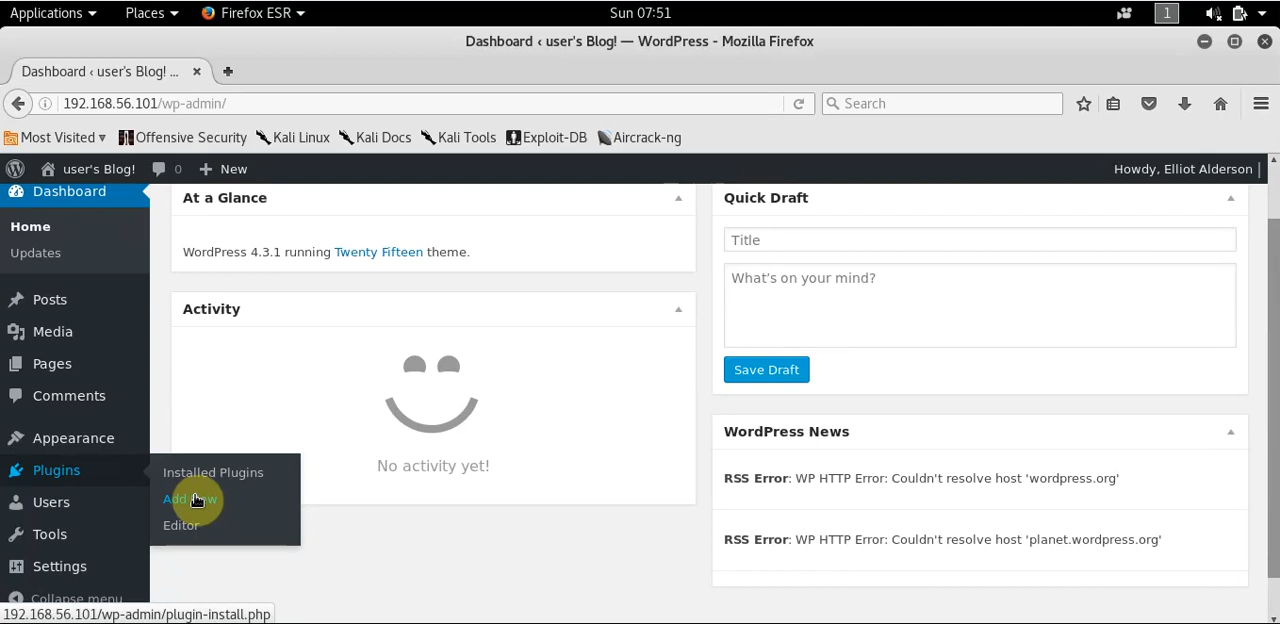 Applications Places Firefox ESR Sun 07:51 1
Dashboard ‹ user's Blog! — WordPress - Mozilla Firefox
Dashboard ‹ user's Blog! ...
192.168.56.101/wp-admin/ Search
Most Visited Offensive Security Kali Linux Kali Docs Kali Tools Exploit-DB Aircrack-ng
user's Blog! 0 New Howdy, Elliot Alderson
Dashboard
Home
Updates
Posts
Media
Pages
Comments
Appearance
Plugins
Users
Tools
Settings
Collapse menu
Installed Plugins
Add New
Editor
At a Glance
WordPress 4.3.1 running Twenty Fifteen theme.
Activity
No activity yet!
Quick Draft
Title
What's on your mind?
Save Draft
WordPress News
RSS Error: WP HTTP Error: Couldn't resolve host 'wordpress.org'
RSS Error: WP HTTP Error: Couldn't resolve host 'planet.wordpress.org'
192.168.56.101/wp-admin/plugin-install.php